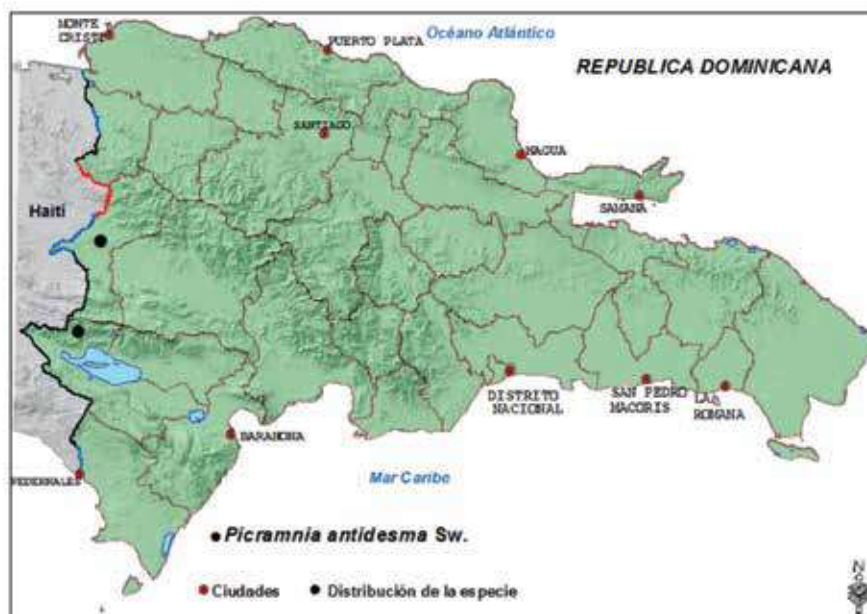 MONTE
CRISTI
PUERTO PLATA
Océano Atlántico
REPUBLICA DOMINICANA
SANTIAGO
NAGUA
SAMANA
Haití
DISTRITO
NACIONAL
SAN PEDRO
MACORIS
LA
ROMANA
BARAHONA
Mar Caribe
PEDERNALES
Picramnia antidesma Sw.
Ciudades
Distribución de la especie
N